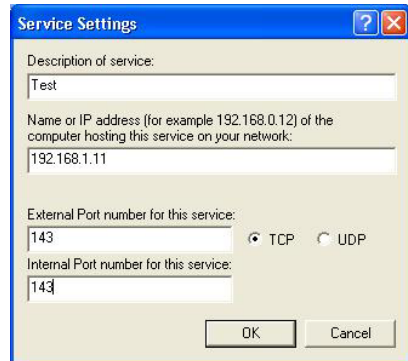 Service Settings
Description of service:
Test
Name or IP address (for example 192.168.0.12) of the
computer hosting this service on your network:
192.168.1.11
External Port number for this service:
143
TCP
UDP
Internal Port number for this service:
143
OK
Cancel